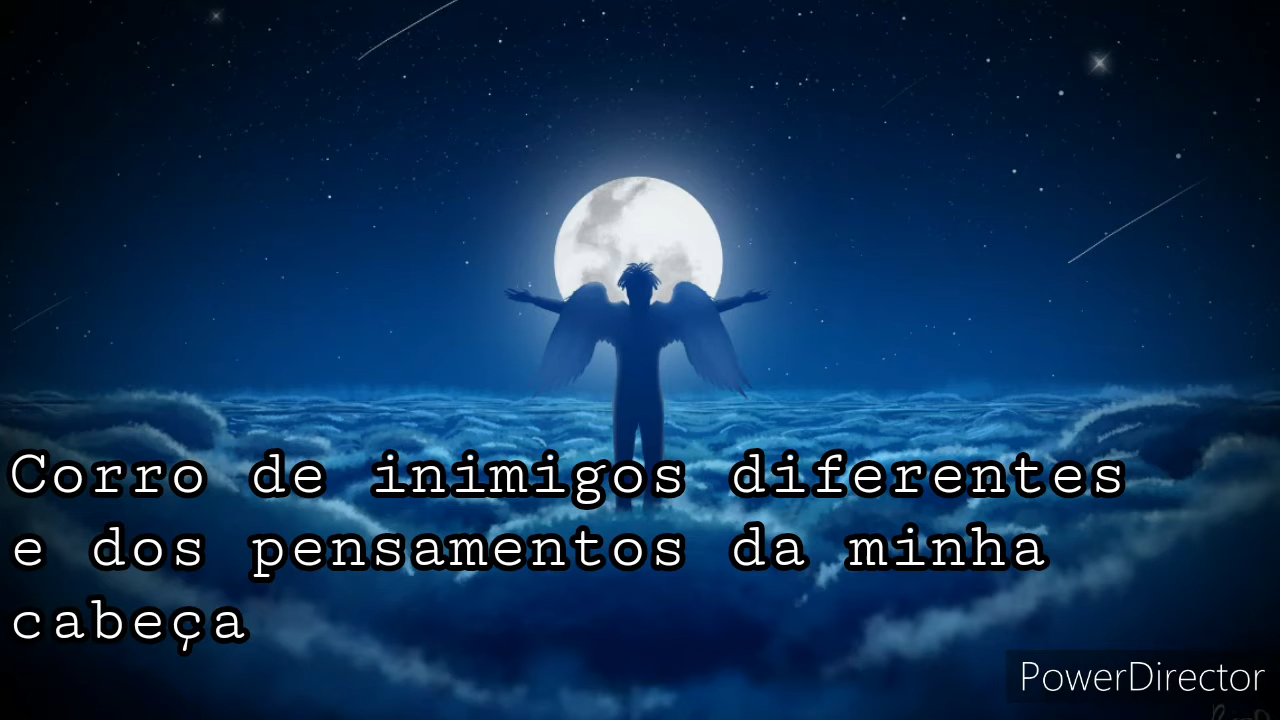 Corro de inimigos diferentes
e dos pensamentos da minha
cabeça
PowerDirector